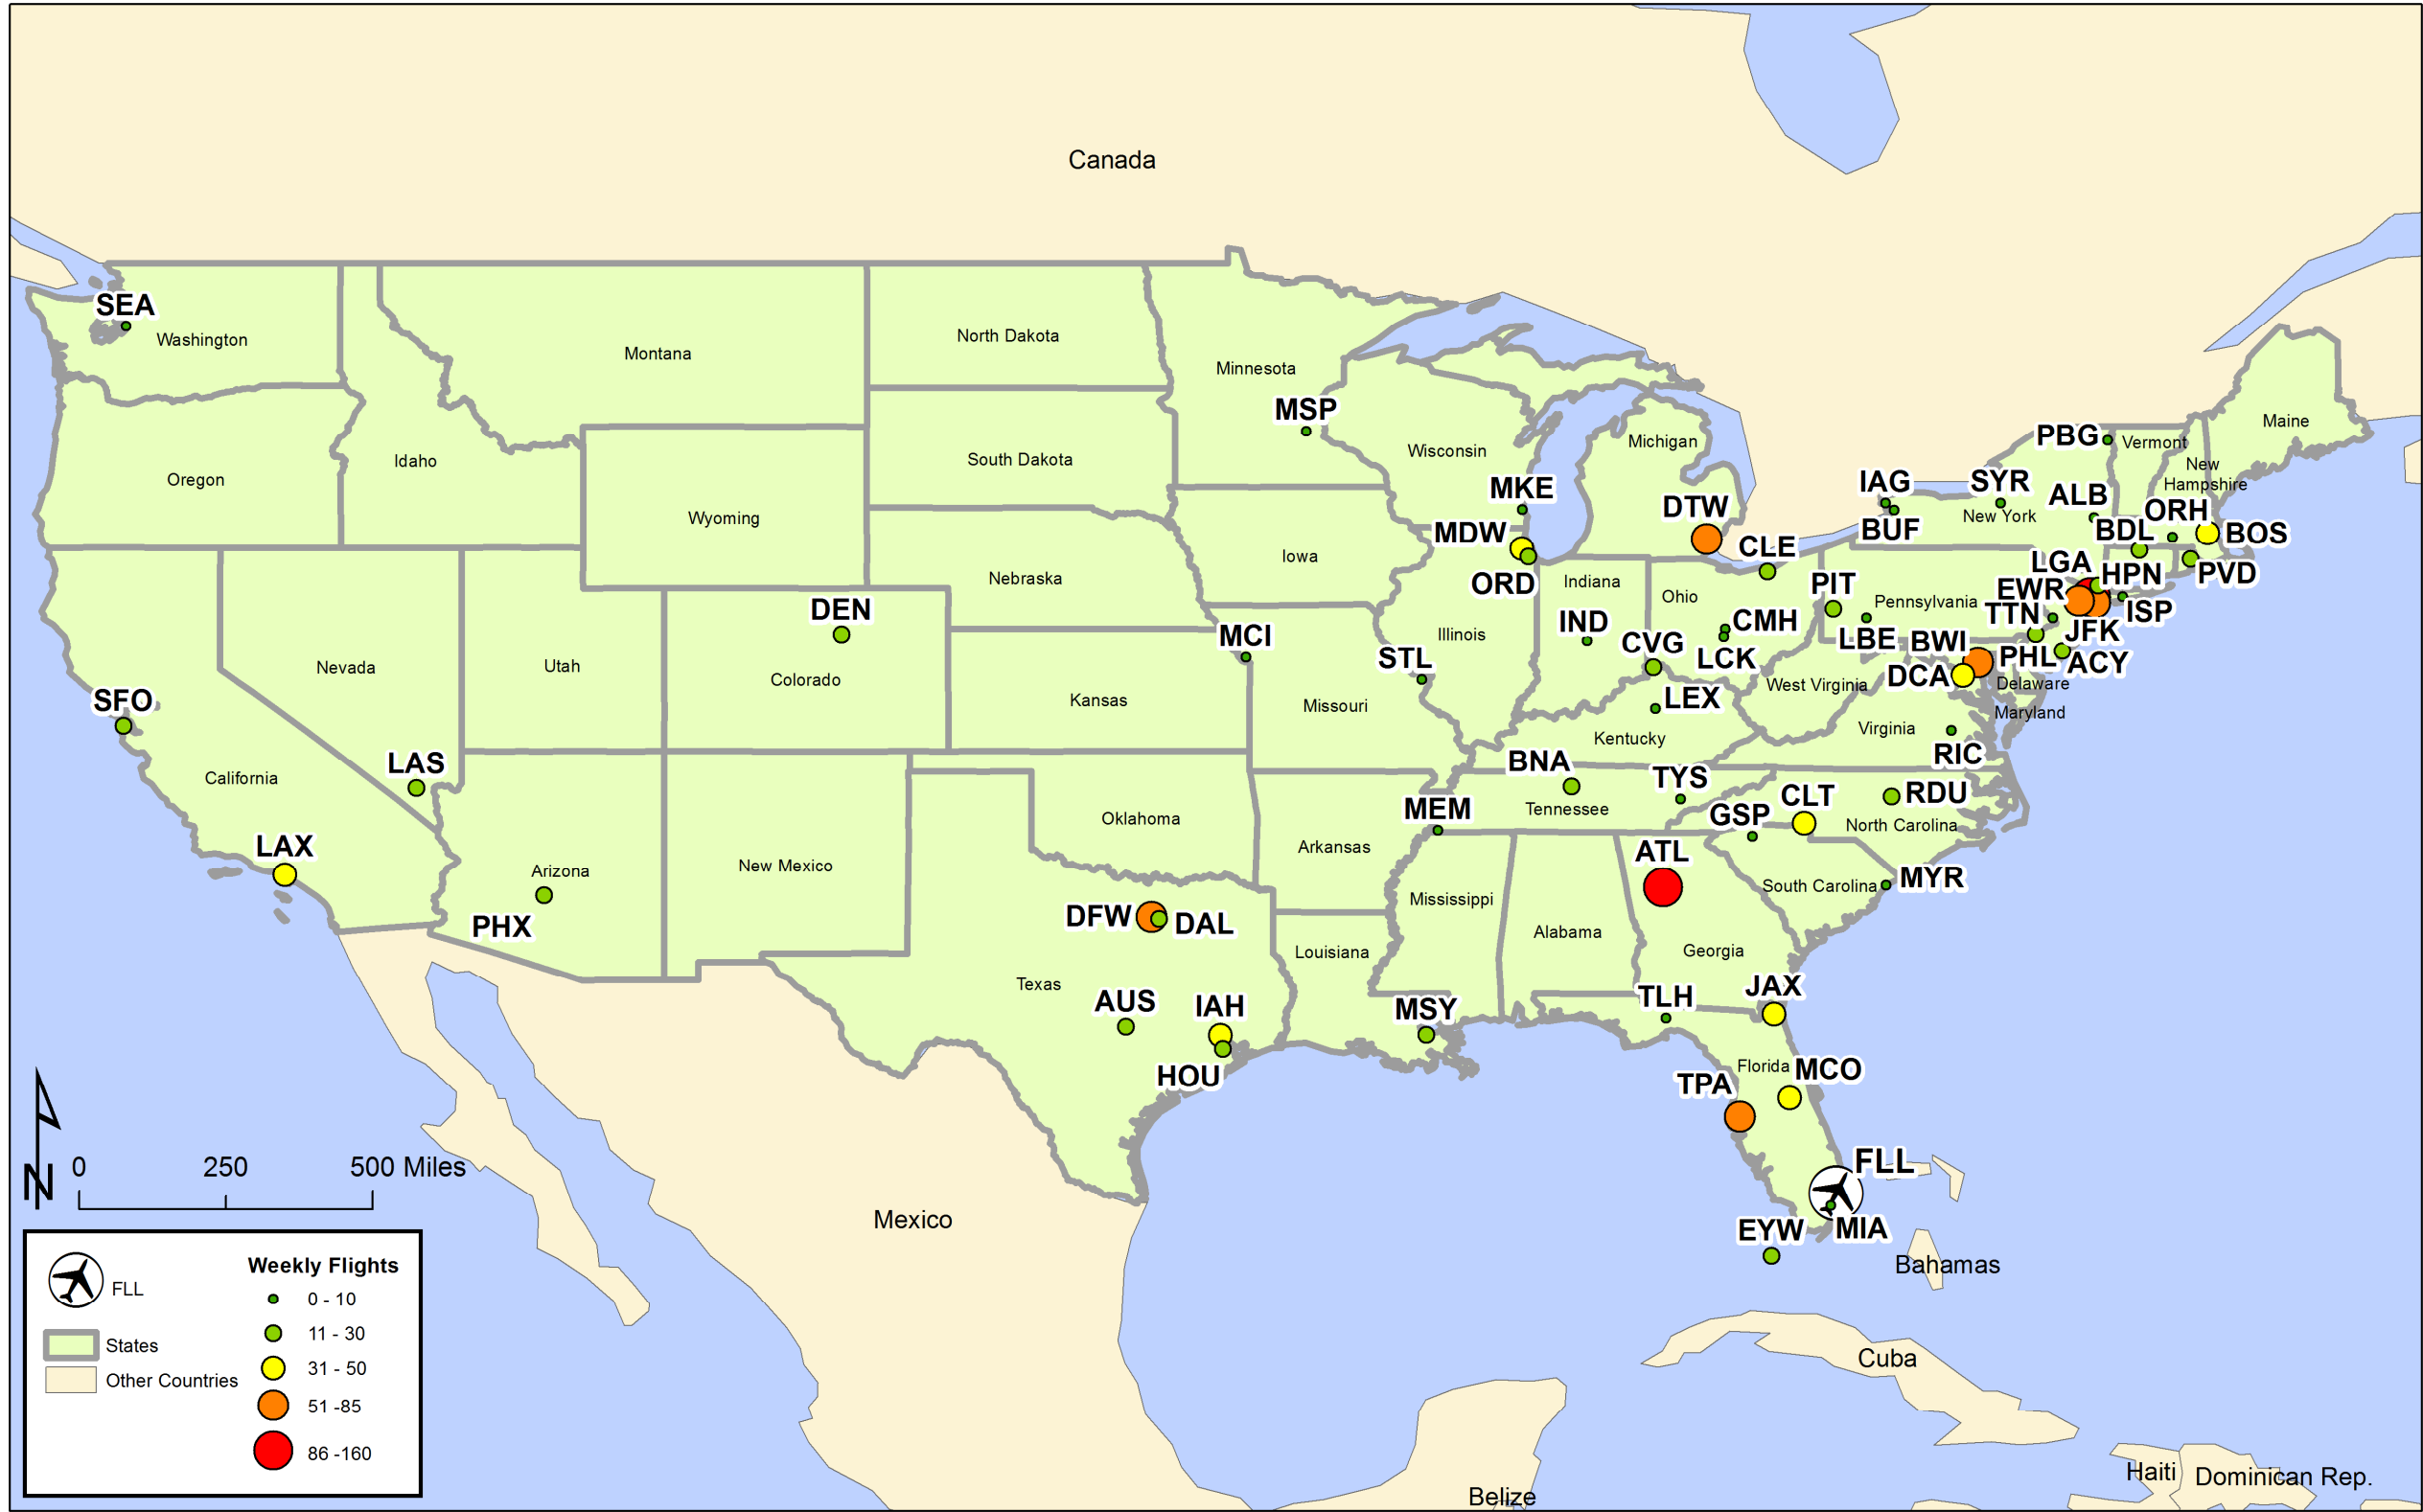 Canada
SEA
Washington
Montana
North Dakota
Minnesota
MSP
Oregon
Idaho
South Dakota
Wisconsin
Michigan
Maine
PBG
Vermont
New
Hampshire
Wyoming
MKE
MDW
ORD
DTW
CLE
IAG
BUF
SYR
New York
ALB
BDL
ORH
BOS
PVD
Iowa
Nebraska
Indiana
Ohio
PIT
Pennsylvania
LGA
HPN
EWR
TTN
ISP
JFK
DEN
MCI
Illinois
IND
CVG
CMH
LCK
LBE
BWI
PHL
ACY
DCA
Delaware
Maryland
STL
Nevada
Utah
Colorado
Kansas
Missouri
LEX
West Virginia
Virginia
RIC
Kentucky
SFO
California
LAS
BNA
TYS
Tennessee
MEM
GSP
CLT
RDU
North Carolina
LAX
Arizona
PHX
New Mexico
Oklahoma
Arkansas
ATL
South Carolina
MYR
Mississippi
Alabama
Georgia
DFW
DAL
Louisiana
Texas
AUS
IAH
HOU
MSY
TLH
JAX
Florida
MCO
TPA
FLL
MIA
EYW
Bahamas
Mexico
Cuba
Haiti
Dominican Rep.
Belize
N
0 250 500 Miles
FLL
States
Other Countries
Weekly Flights
0 - 10
11 - 30
31 - 50
51 -85
86 -160